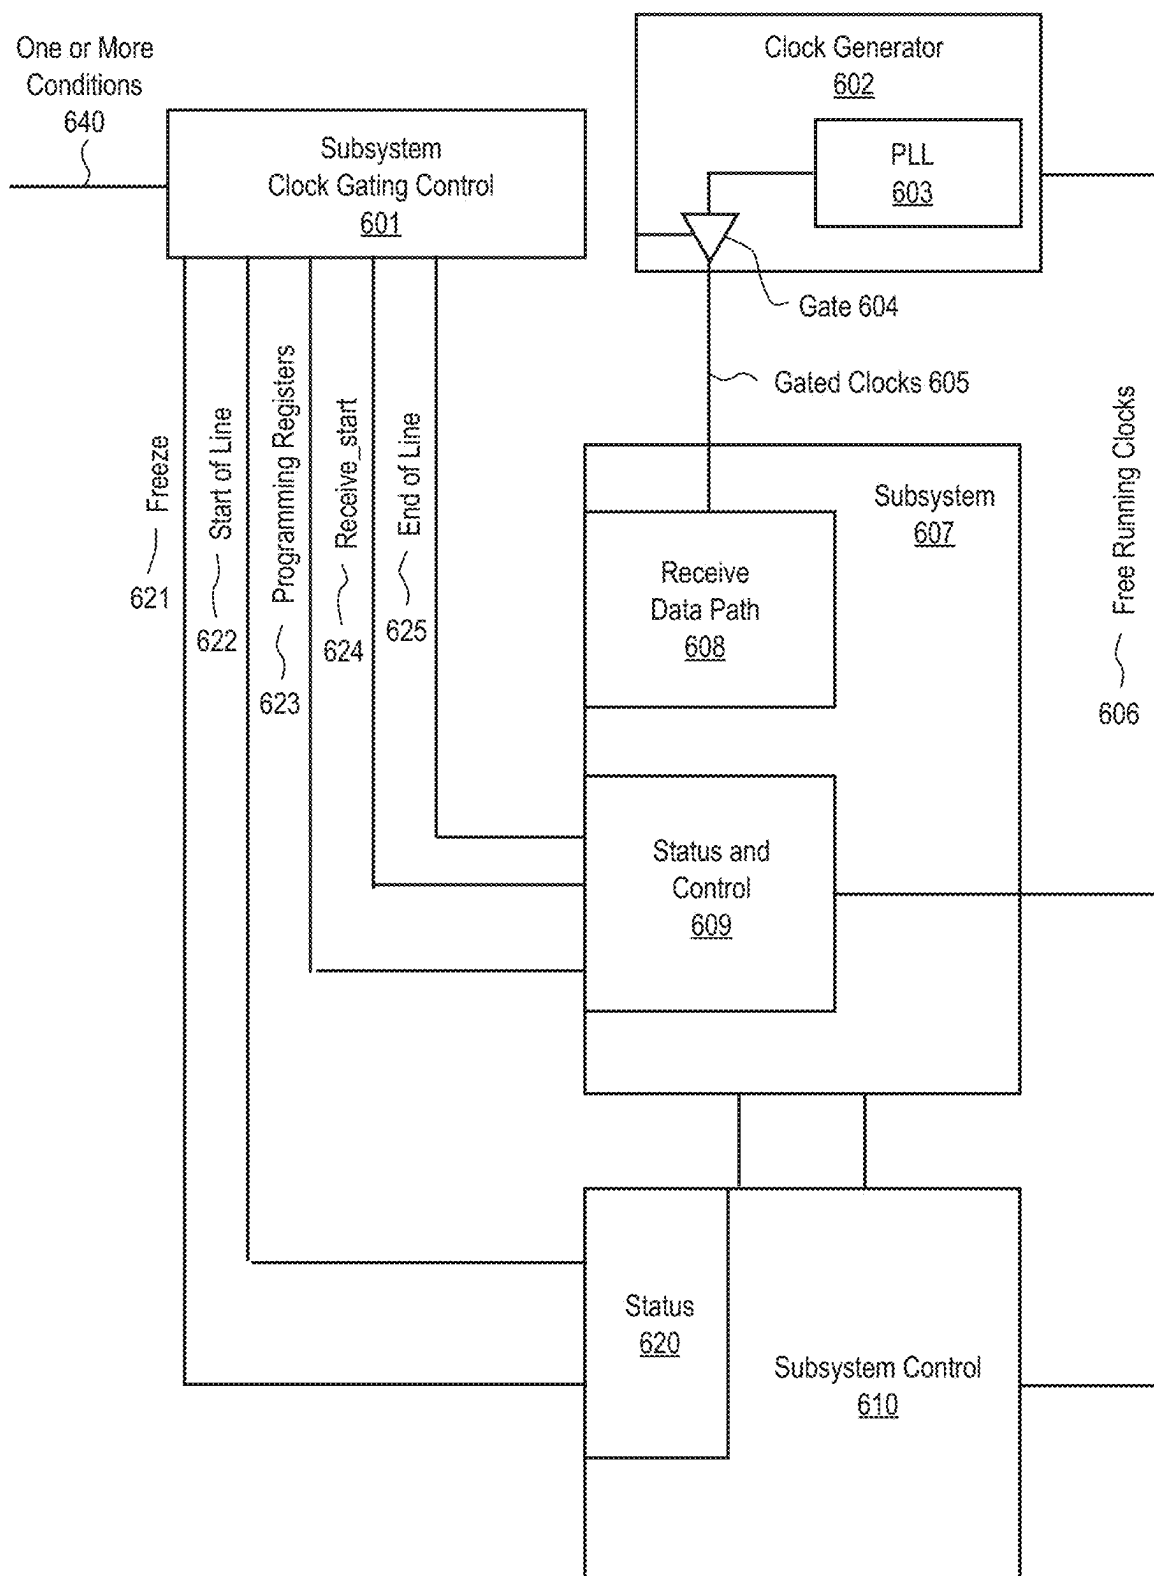 One or More
Conditions
640
Subsystem
Clock Gating Control
601
Clock Generator
602
PLL
603
Gate 604
Gated Clocks 605
Freeze
621
Start of Line
622
Programming Registers
623
Receive_start
624
End of Line
625
Free Running Clocks
606
Subsystem
607
Receive
Data Path
608
Status and
Control
609
Status
620
Subsystem Control
610